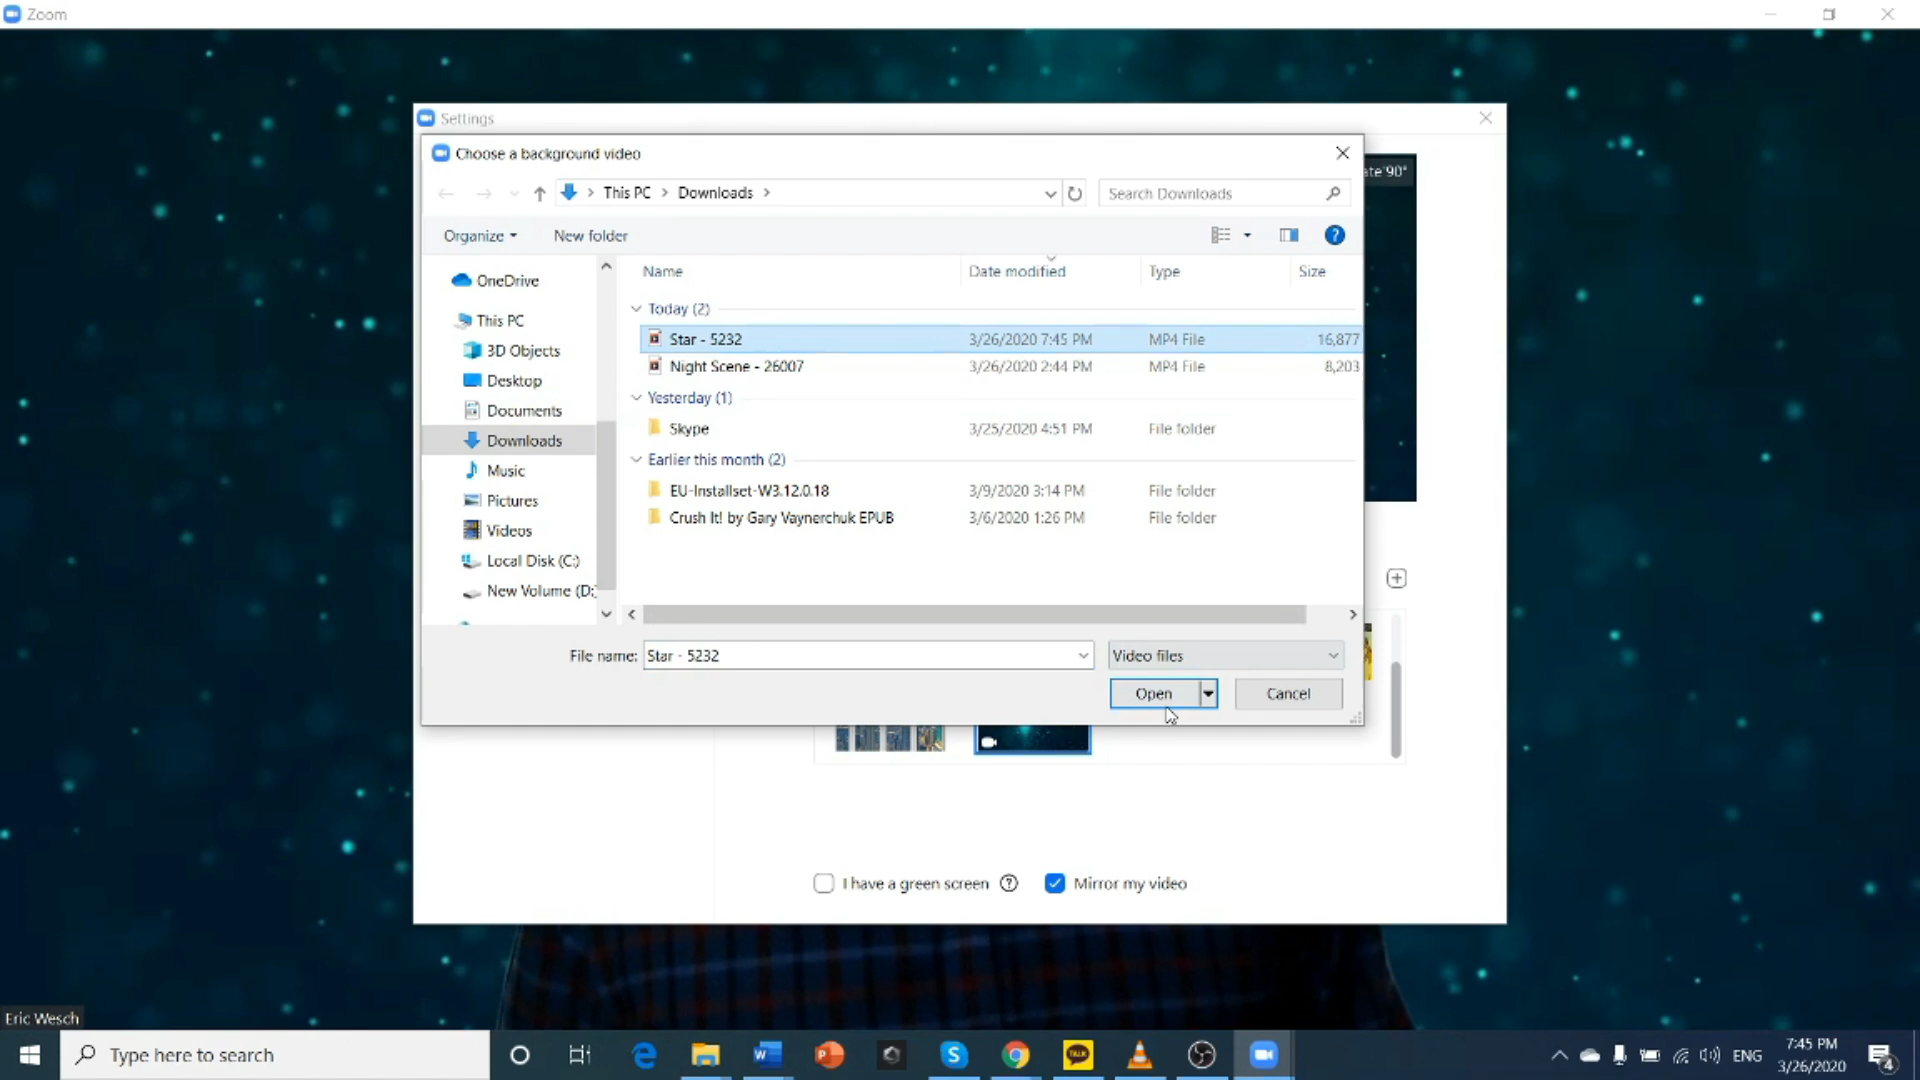 Zoom
Settings
Choose a background video
ate'90"
This PC > Downloads >
Search Downloads
Organize
New folder
Name
Date modified
Type
Size
OneDrive
This PC
3D Objects
Desktop
Documents
Downloads
Music
Pictures
Videos
Local Disk (C:)
New Volume (D:)
Today (2)
Star - 5232 3/26/2020 7:45 PM MP4 File 16,877
Night Scene - 26007 3/26/2020 2:44 PM MP4 File 8,203
Yesterday (1)
Skype 3/25/2020 4:51 PM File folder
Earlier this month (2)
EU-Installset-W3.12.0.18 3/9/2020 3:14 PM File folder
Crush It! by Gary Vaynerchuk EPUB 3/6/2020 1:26 PM File folder
File name: Star - 5232
Video files
Open
Cancel
I have a green screen
Mirror my video
Eric Wesch
Type here to search
TALK
ENG
7:45 PM
3/26/2020
4